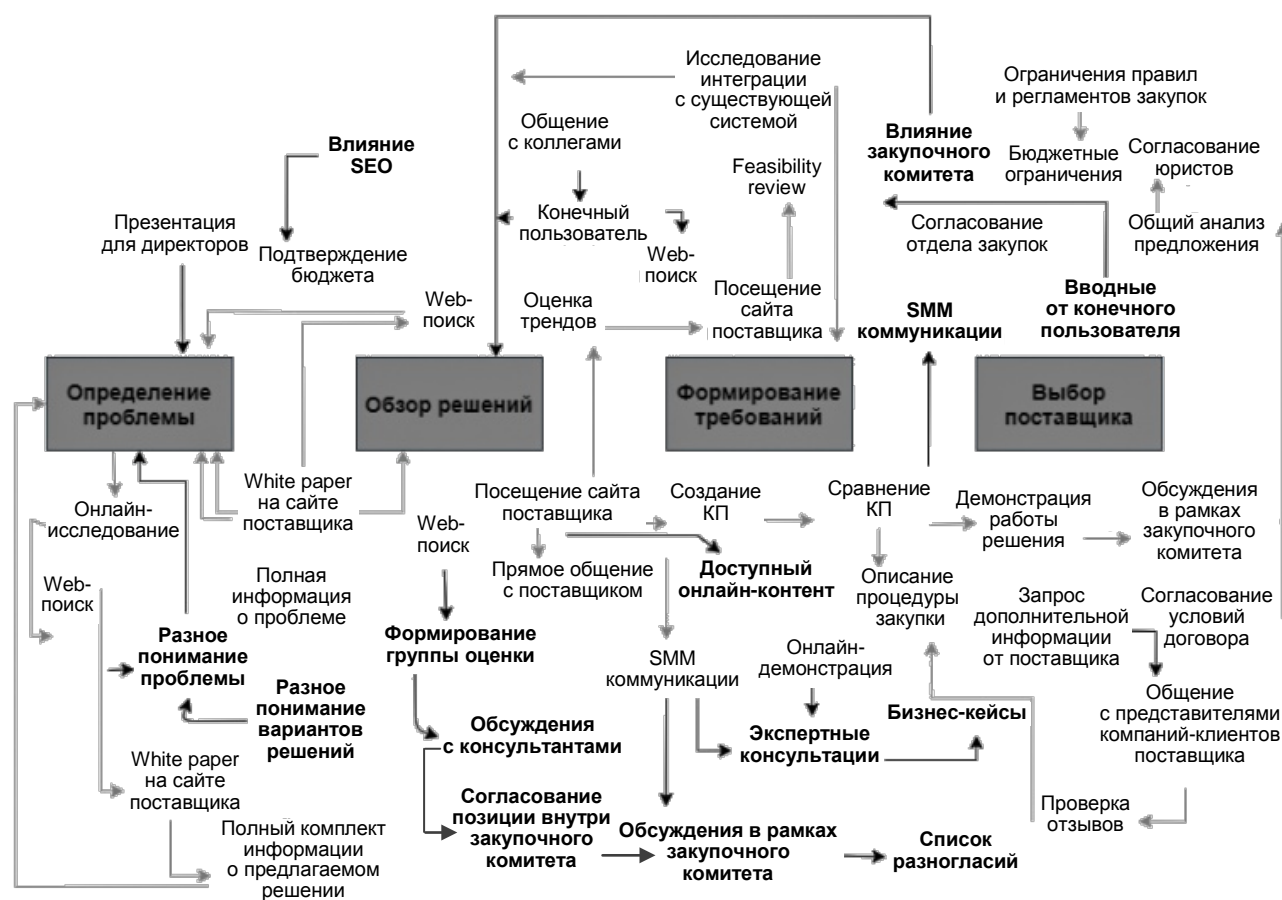 Исследование
интеграции
с существующей
системой
Ограничения правил
и регламентов закупок
Общение
с коллегами
Влияние
SEO
Влияние
закупочного
комитета
Бюджетные
ограничения
Согласование
юристов
Feasibility
review
Презентация
для директоров
Подтверждение
бюджета
Конечный
пользователь
Web-
поиск
Согласование
отдела закупок
Общий анализ
предложения
Web-
поиск
Оценка
трендов
Посещение
сайта
поставщика
SMM
коммуникации
Вводные
от конечного
пользователя
Определение
проблемы
Обзор решений
Формирование
требований
Выбор
поставщика
Онлайн-
исследование
White paper
на сайте
поставщика
Web-
поиск
Посещение сайта
поставщика
Создание
КП
Сравнение
КП
Демонстрация
работы
решения
Обсуждения
в рамках
закупочного
комитета
Web-
поиск
Полная
информация
о проблеме
Прямое общение
с поставщиком
Доступный
онлайн-контент
Описание
процедуры
закупки
Запрос
дополнительной
информации
от поставщика
Согласование
условий
договора
Разное
понимание
проблемы
Формирование
группы оценки
SMM
коммуникации
Онлайн-
демонстрация
Разное
понимание
вариантов
решений
Обсуждения
с консультантами
Экспертные
консультации
Бизнес-кейсы
Общение
с представителями
компаний-клиентов
поставщика
White paper
на сайте
поставщика
Согласование
позиции внутри
закупочного
комитета
Обсуждения в рамках
закупочного
комитета
Список
разногласий
Проверка
отзывов
Полный комплект
информации
о предлагаемом
решении